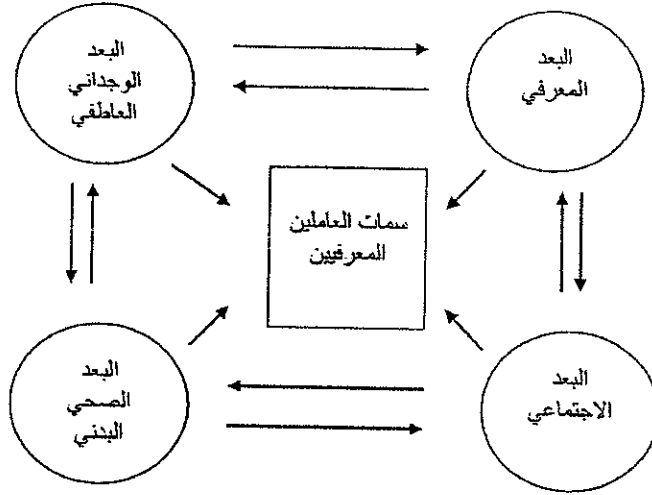 البعد
المعرفي
البعد
الوجداني
العاطفي
سمات العاملين
المعرفيين
البعد
الاجتماعي
البعد
الصحي
البدني